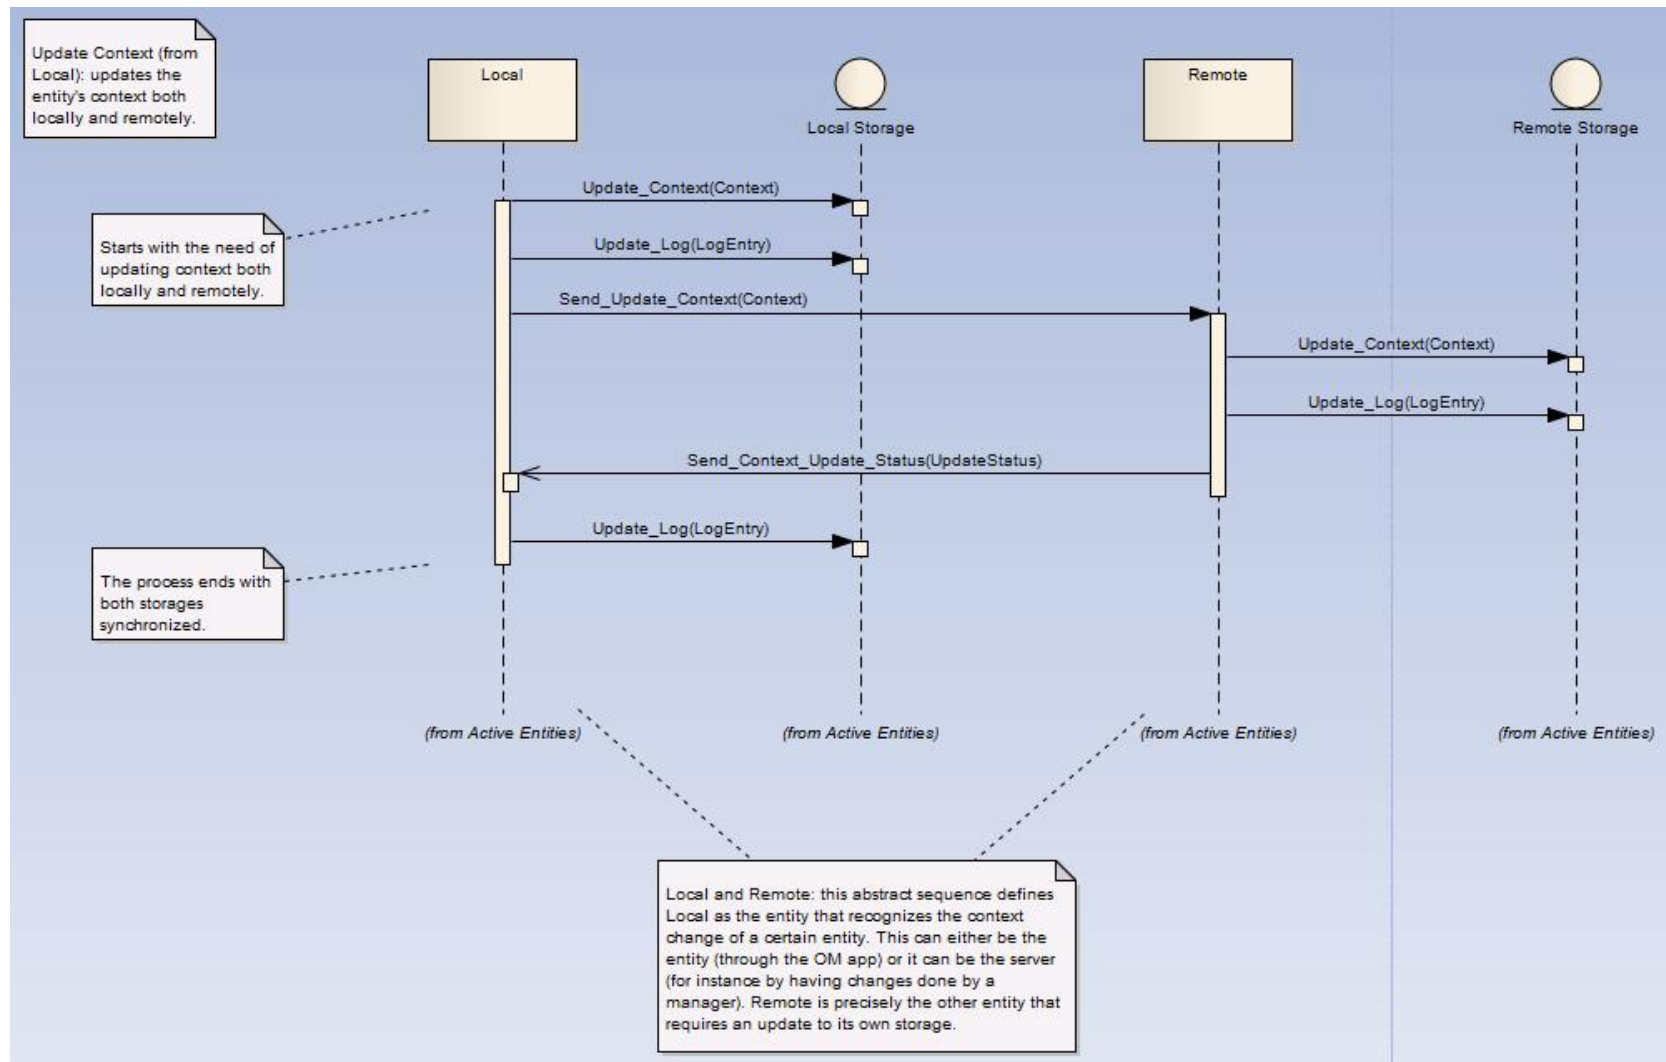 Update Context (from
Local): updates the
entity's context both
locally and remotely.
Local
Local Storage
Remote
Remote Storage
Update_Context(Context)
Starts with the need of
updating context both
locally and remotely.
Update_Log(LogEntry)
Send_Update_Context(Context)
Update_Context(Context)
Update_Log(LogEntry)
Send_Context_Update_Status(UpdateStatus)
Update_Log(LogEntry)
The process ends with
both storages
synchronized.
(from Active Entities)
(from Active Entities)
(from Active Entities)
(from Active Entities)
Local and Remote: this abstract sequence defines
Local as the entity that recognizes the context
change of a certain entity. This can either be the
entity (through the OM app) or it can be the server
(for instance by having changes done by a
manager). Remote is precisely the other entity that
requires an update to its own storage.